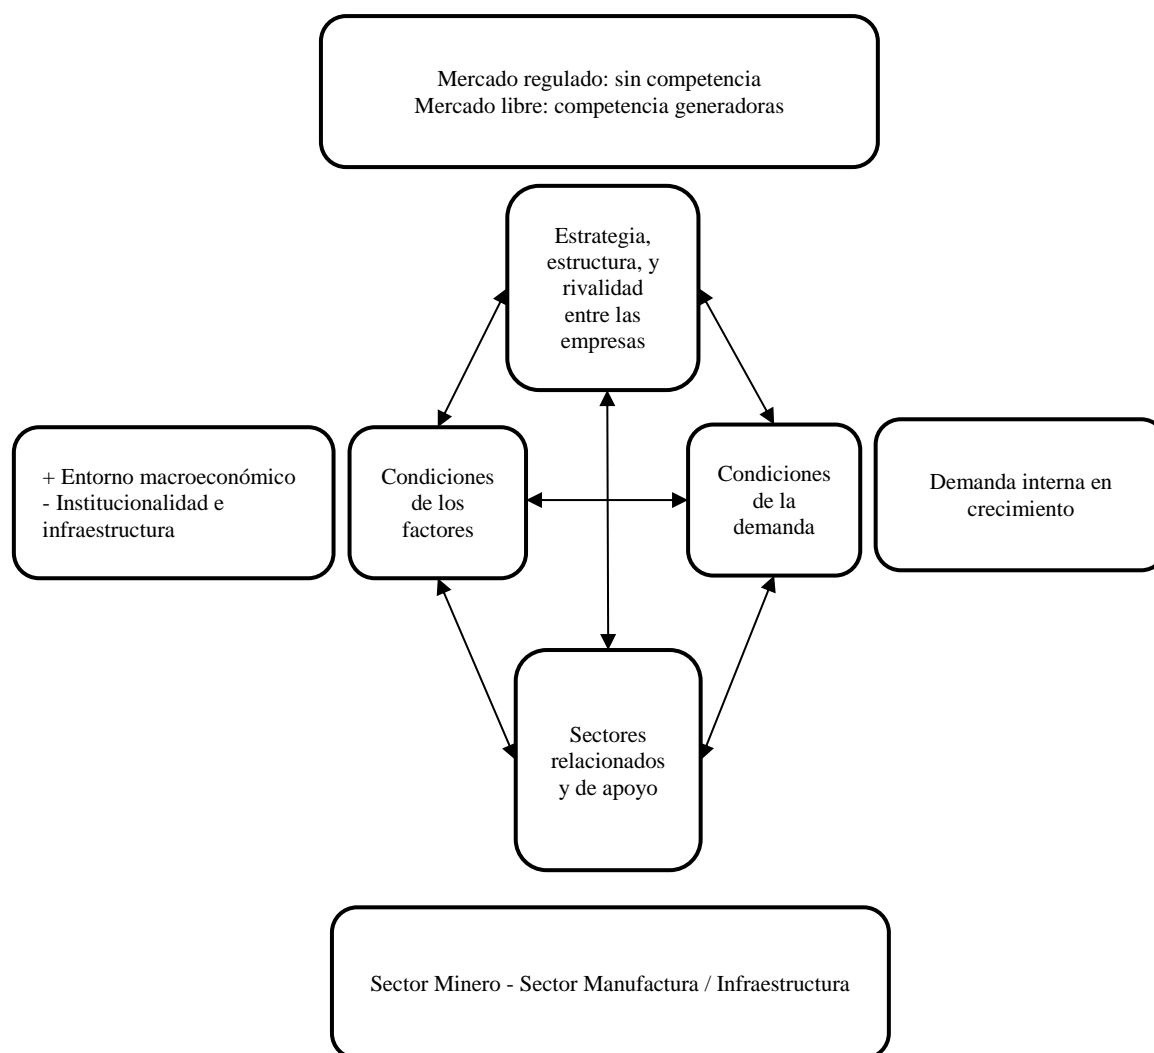 Mercado regulado: sin competencia
Mercado libre: competencia generadoras
Estrategia,
estructura, y
rivalidad
entre las
empresas
+ Entorno macroeconómico
- Institucionalidad e
infraestructura
Condiciones
de los
factores
Condiciones
de la
demanda
Demanda interna en
crecimiento
Sectores
relacionados
y de apoyo
Sector Minero - Sector Manufactura / Infraestructura